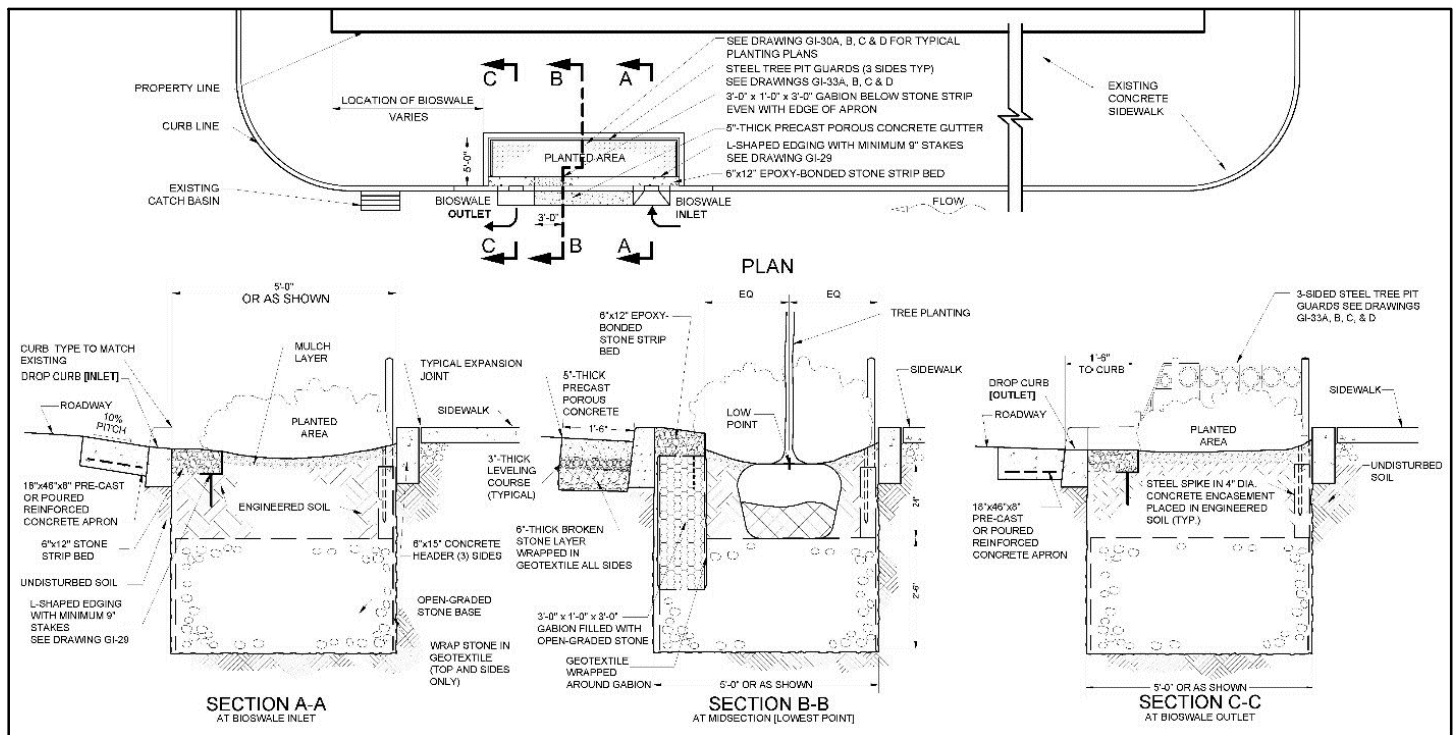 SEE DRAWING GI-30A, B, C & D FOR TYPICAL
PLANTING PLANS
STEEL TREE PIT GUARDS (3 SIDES TYP)
SEE DRAWINGS GI-33A, B, C & D
3'-0" x 1'-0" x 3'-0" GABION BELOW STONE STRIP
EVEN WITH EDGE OF APRON
5"-THICK PRECAST POROUS CONCRETE GUTTER
L-SHAPED EDGING WITH MINIMUM 9" STAKES
SEE DRAWING GI-29
6"x12" EPOXY-BONDED STONE STRIP BED
C
B
A
PROPERTY LINE
LOCATION OF BIOSWALE
VARIES
CURB LINE
EXISTING
CONCRETE
SIDEWALK
5'-0"
PLANTED AREA
EXISTING
CATCH BASIN
BIOSWALE
OUTLET
3'-0"
BIOSWALE
INLET
FLOW
C
B
A
PLAN
5'-0"
OR AS SHOWN
CURB TYPE TO MATCH
EXISTING
DROP CURB [INLET]
ROADWAY
10%
PITCH
MULCH
LAYER
PLANTED
AREA
TYPICAL EXPANSION
JOINT
SIDEWALK
18"x46"x8" PRE-CAST
OR POURED
REINFORCED
CONCRETE APRON
ENGINEERED SOIL
6"x12" STONE
STRIP BED
6"x15" CONCRETE
HEADER (3) SIDES
UNDISTURBED SOIL
L-SHAPED EDGING
WITH MINIMUM 9"
STAKES
SEE DRAWING GI-29
OPEN-GRADED
STONE BASE
WRAP STONE IN
GEOTEXTILE
(TOP AND SIDES
ONLY)
SECTION A-A
AT BIOSWALE INLET
EQ
EQ
6"x12" EPOXY-
BONDED
STONE STRIP
BED
TREE PLANTING
5"-THICK
PRECAST
POROUS
CONCRETE
1'-6"
LOW
POINT
SIDEWALK
3"-THICK
LEVELING
COURSE
(TYPICAL)
6"-THICK BROKEN
STONE LAYER
WRAPPED IN
GEOTEXTILE ALL SIDES
24"
2'-6"
3'-0" x 1'-0" x 3'-0"
GABION FILLED WITH
OPEN-GRADED STONE
GEOTEXTILE
WRAPPED
AROUND GABION
5'-0" OR AS SHOWN
SECTION B-B
AT MIDSECTION [LOWEST POINT]
3-SIDED STEEL TREE PIT
GUARDS SEE DRAWINGS
GI-33A, B, C, & D
1'-6"
TO CURB
DROP CURB
[OUTLET]
ROADWAY
SIDEWALK
PLANTED
AREA
UNDISTURBED
SOIL
STEEL SPIKE IN 4" DIA.
CONCRETE ENCASEMENT
PLACED IN ENGINEERED
SOIL (TYP.)
18"x46"x8"
PRE-CAST
OR POURED
REINFORCED
CONCRETE APRON
5'-0" OR AS SHOWN
SECTION C-C
AT BIOSWALE OUTLET